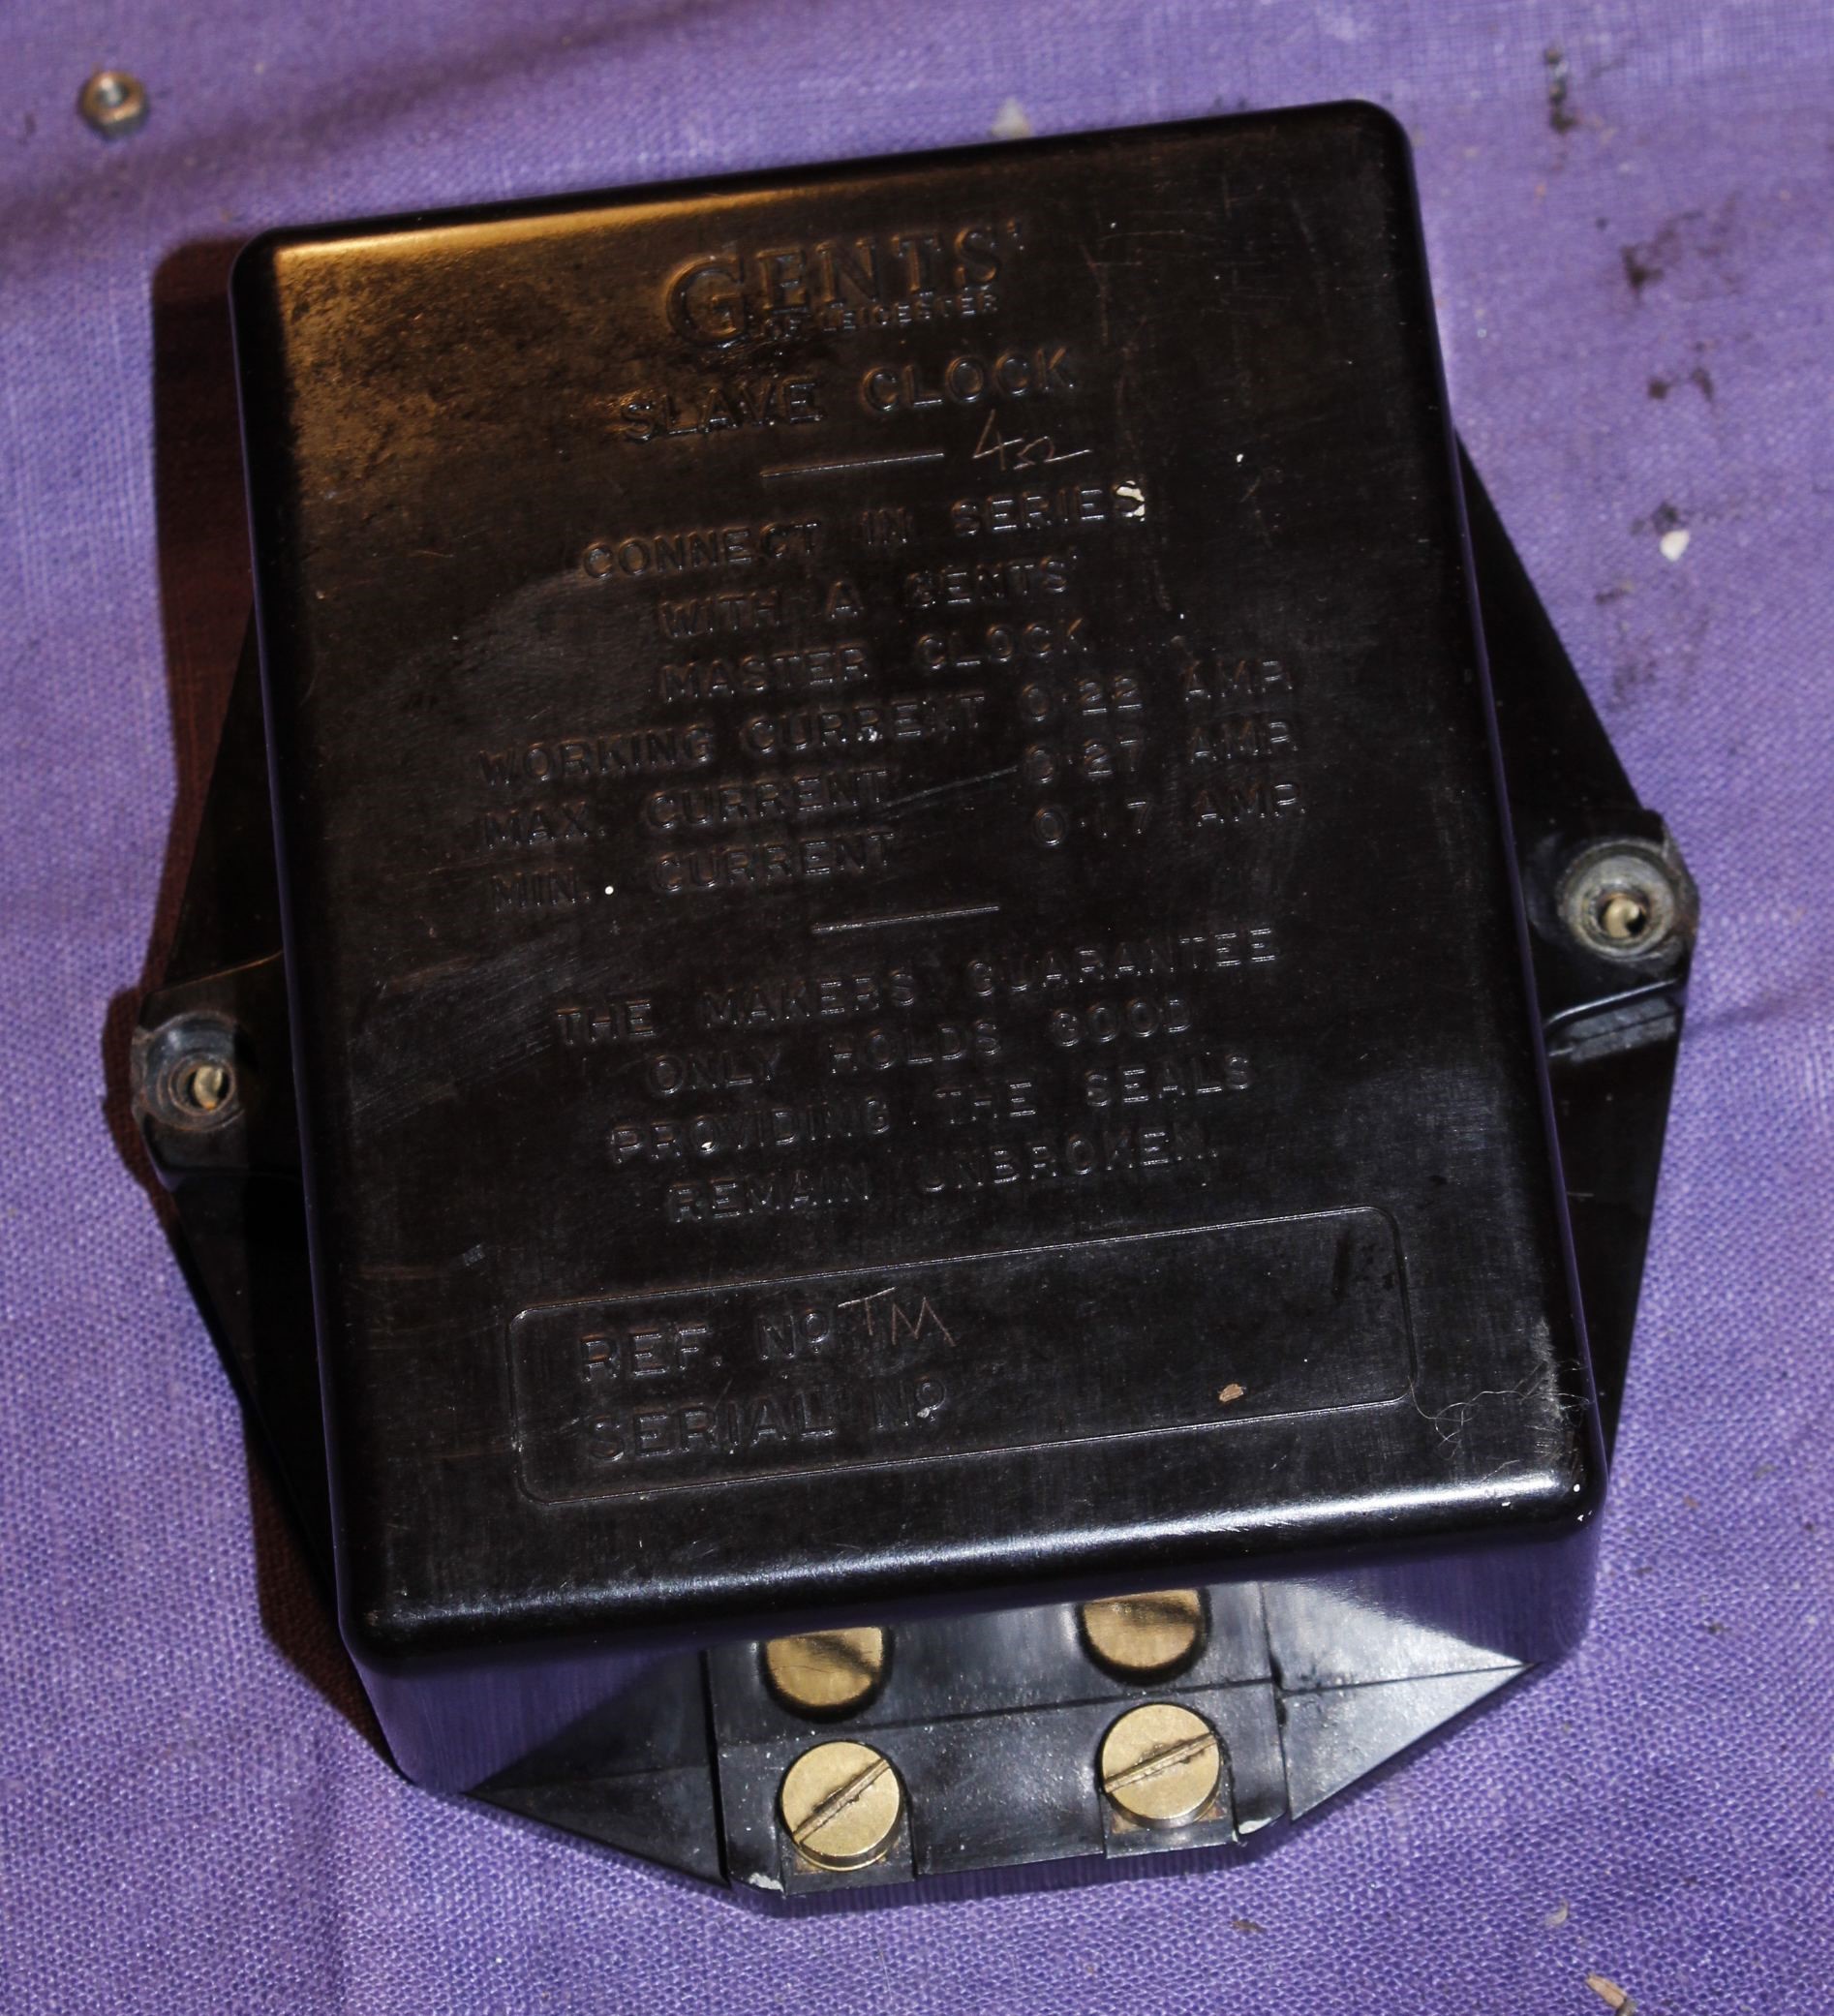 GENTS'
OF LEICESTER
SLAVE CLOCK
4Ω
CONNECT IN SERIES
WITH A GENTS'
MASTER CLOCK
WORKING CURRENT 0·22 AMP.
MAX. CURRENT 0·27 AMP.
MIN. CURRENT 0·17 AMP.
THE MAKERS' GUARANTEE
ONLY HOLDS GOOD
PROVIDING THE SEALS
REMAIN UNBROKEN.
REF. No TM
SERIAL No